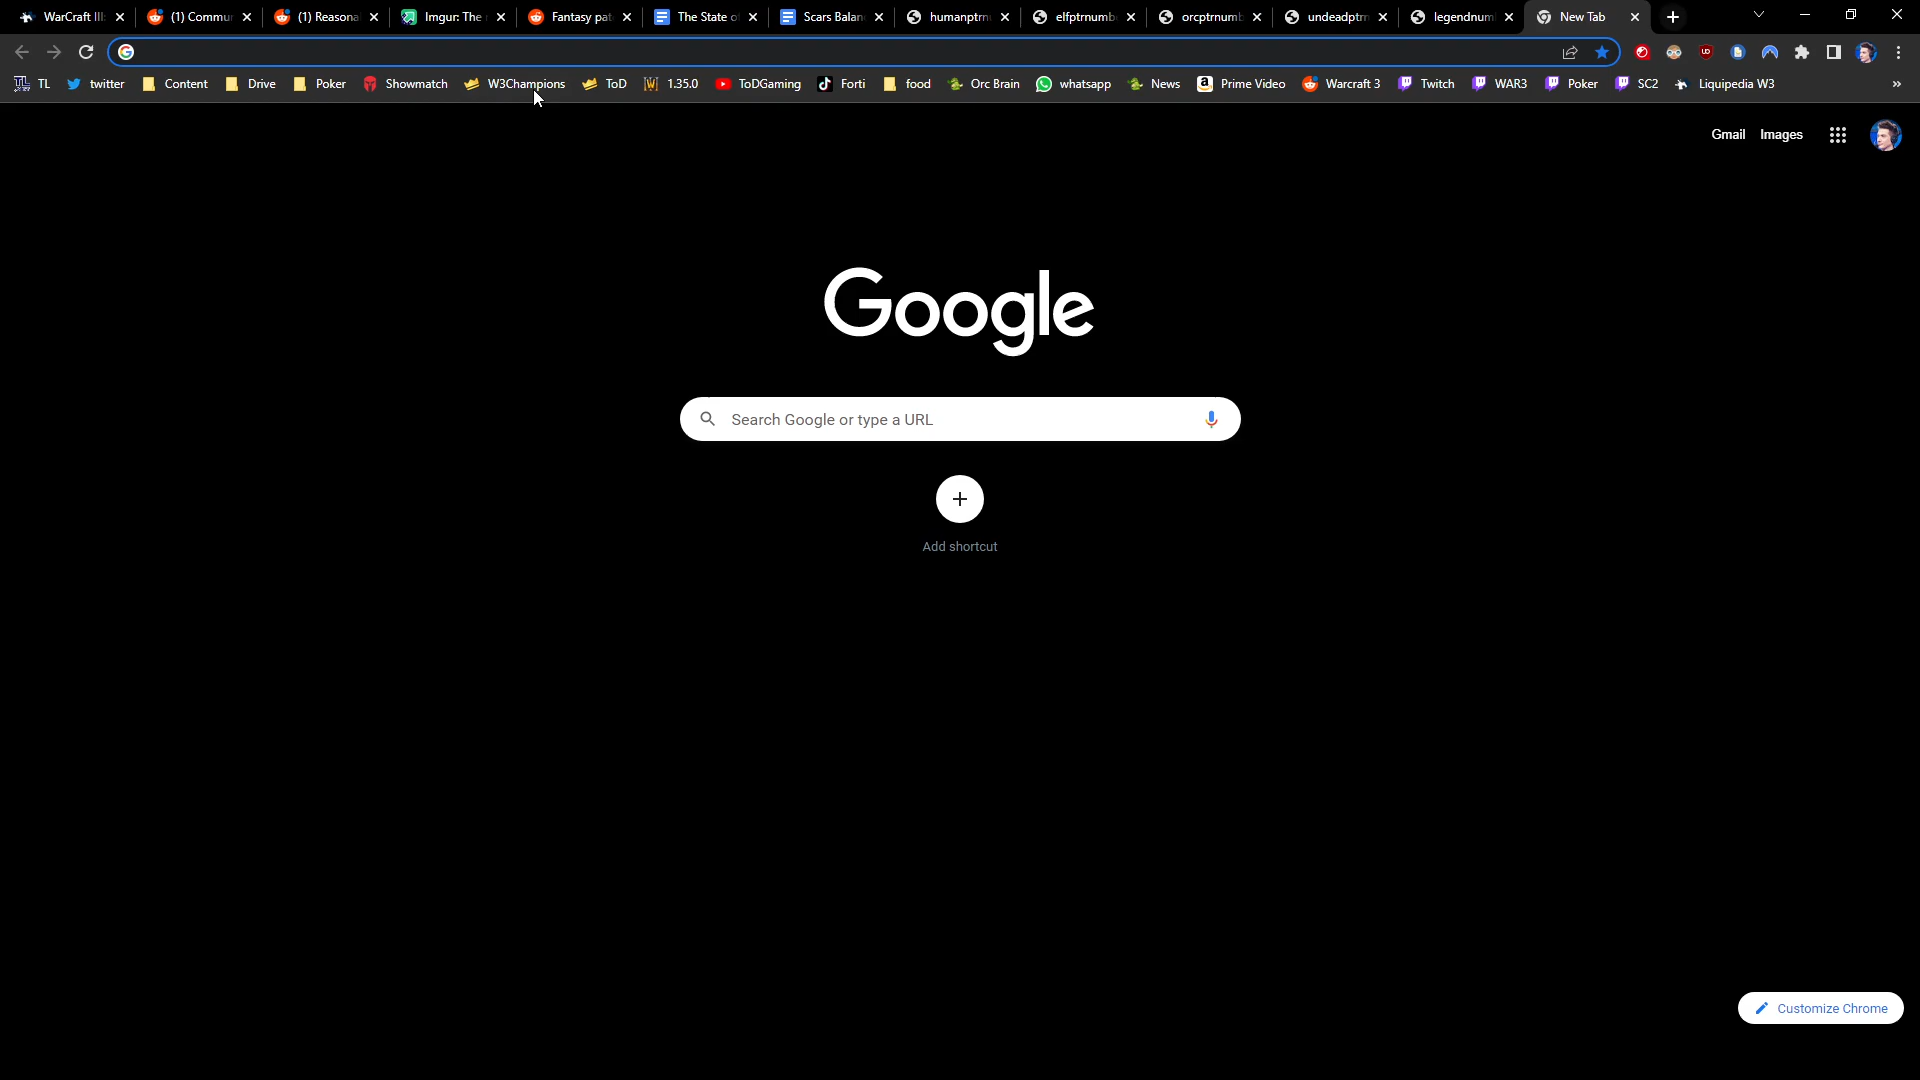 WarCraft III: (1) Commun (1) Reasona Imgur: The Fantasy pat The State o Scars Balan humanptrn elfptrnumb orcptrnumb undeadptrn legendnum New Tab
TL twitter Content Drive Poker Showmatch W3Champions ToD 1.35.0 ToDGaming Forti food Orc Brain whatsapp News Prime Video Warcraft 3 Twitch WAR3 Poker SC2 Liquipedia W3 »
Gmail Images
Google
Search Google or type a URL
Add shortcut
Customize Chrome